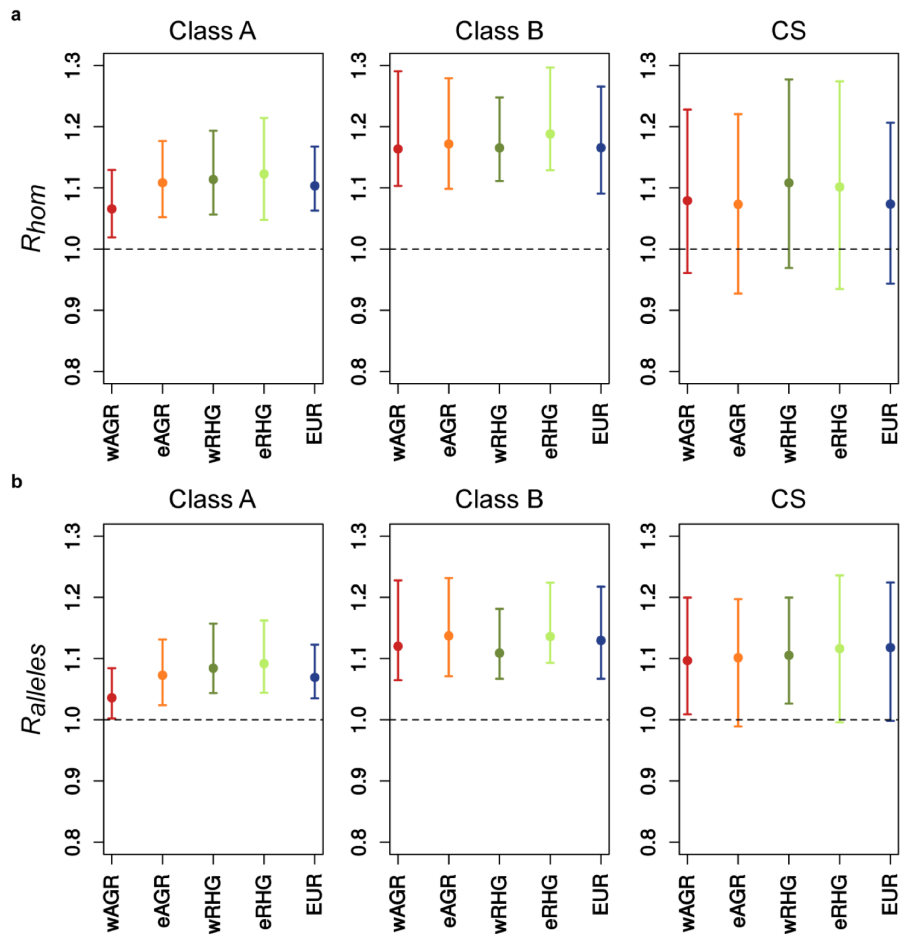 a
Class A Class B CS
Rhom
1.3 1.3 1.3
1.2 1.2 1.2
1.1 1.1 1.1
1.0 1.0 1.0
0.9 0.9 0.9
0.8 0.8 0.8
wAGR eAGR wRHG eRHG EUR wAGR eAGR wRHG eRHG EUR wAGR eAGR wRHG eRHG EUR
b
Class A Class B CS
Ralleles
1.3 1.3 1.3
1.2 1.2 1.2
1.1 1.1 1.1
1.0 1.0 1.0
0.9 0.9 0.9
0.8 0.8 0.8
wAGR eAGR wRHG eRHG EUR wAGR eAGR wRHG eRHG EUR wAGR eAGR wRHG eRHG EUR